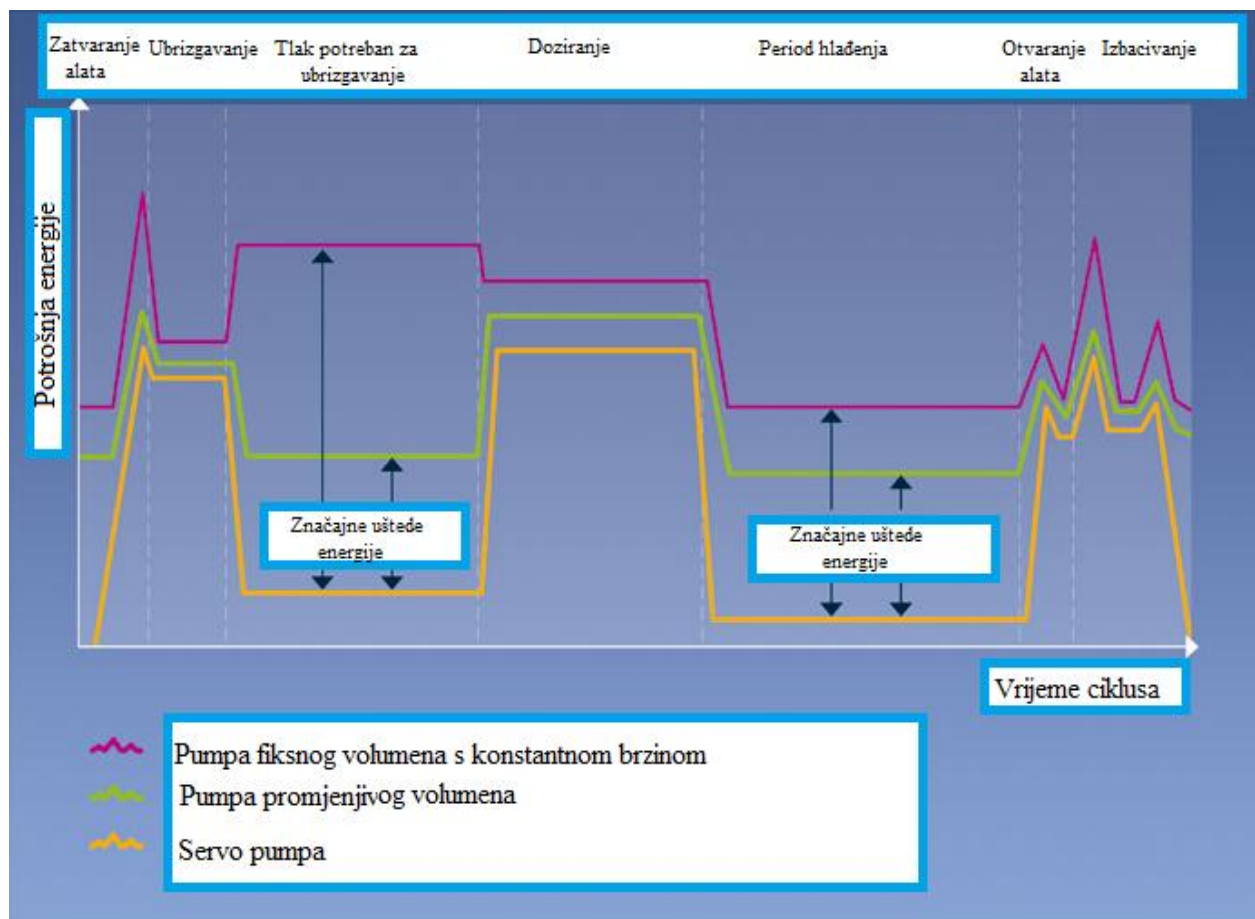 Zatvaranje alata
Ubrizgavanje
Tlak potreban za
ubrizgavanje
Doziranje
Period hlađenja
Otvaranje
alata
Izbacivanje
Potrošnja energije
Značajne uštede
energije
Značajne uštede
energije
Vrijeme ciklusa
Pumpa fiksnog volumena s konstantnom brzinom
Pumpa promjenjivog volumena
Servo pumpa